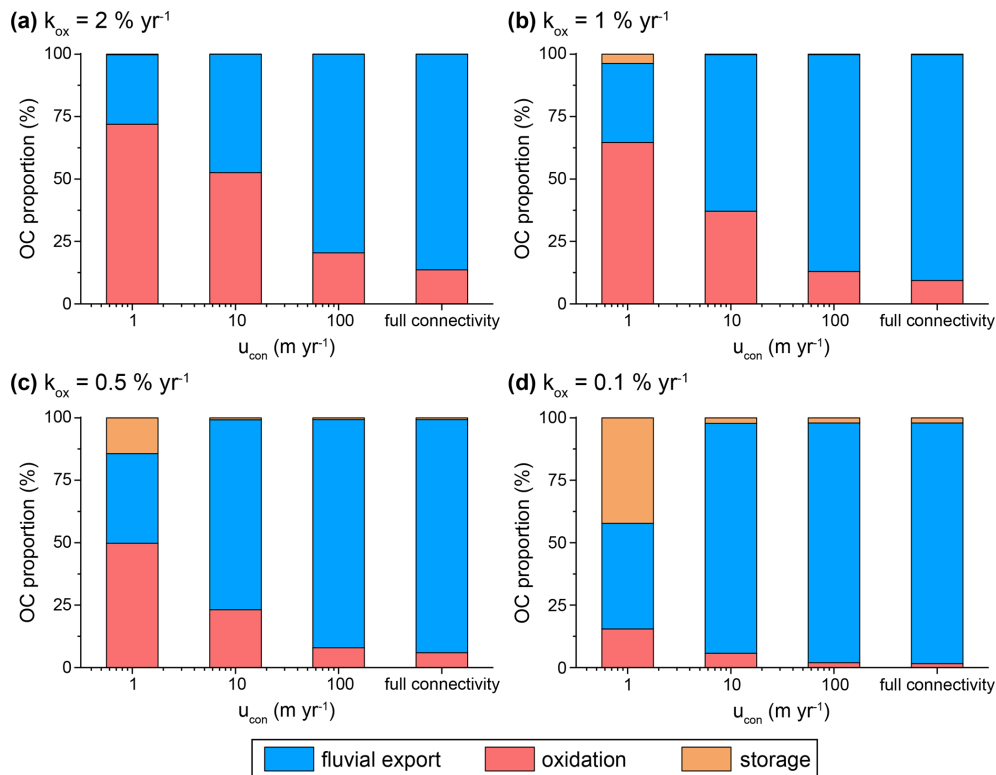 (a) kox = 2 % yr-1
(b) kox = 1 % yr-1
OC proportion (%)
100
75
50
25
0
1
10
100
full connectivity
ucon (m yr-1)
OC proportion (%)
100
75
50
25
0
1
10
100
full connectivity
ucon (m yr-1)
(c) kox = 0.5 % yr-1
(d) kox = 0.1 % yr-1
OC proportion (%)
100
75
50
25
0
1
10
100
full connectivity
ucon (m yr-1)
OC proportion (%)
100
75
50
25
0
1
10
100
full connectivity
ucon (m yr-1)
fluvial export
oxidation
storage